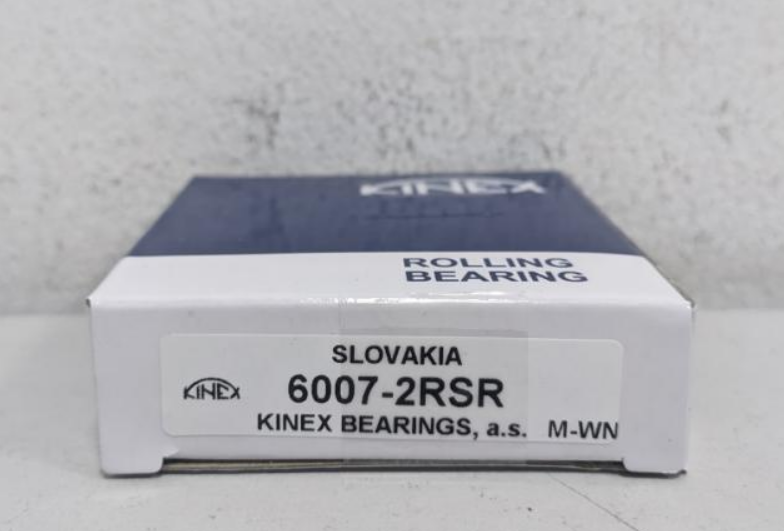 KINEX
ROLLING
BEARING
SLOVAKIA
KINEX
6007-2RSR
KINEX BEARINGS, a.s. M-WN